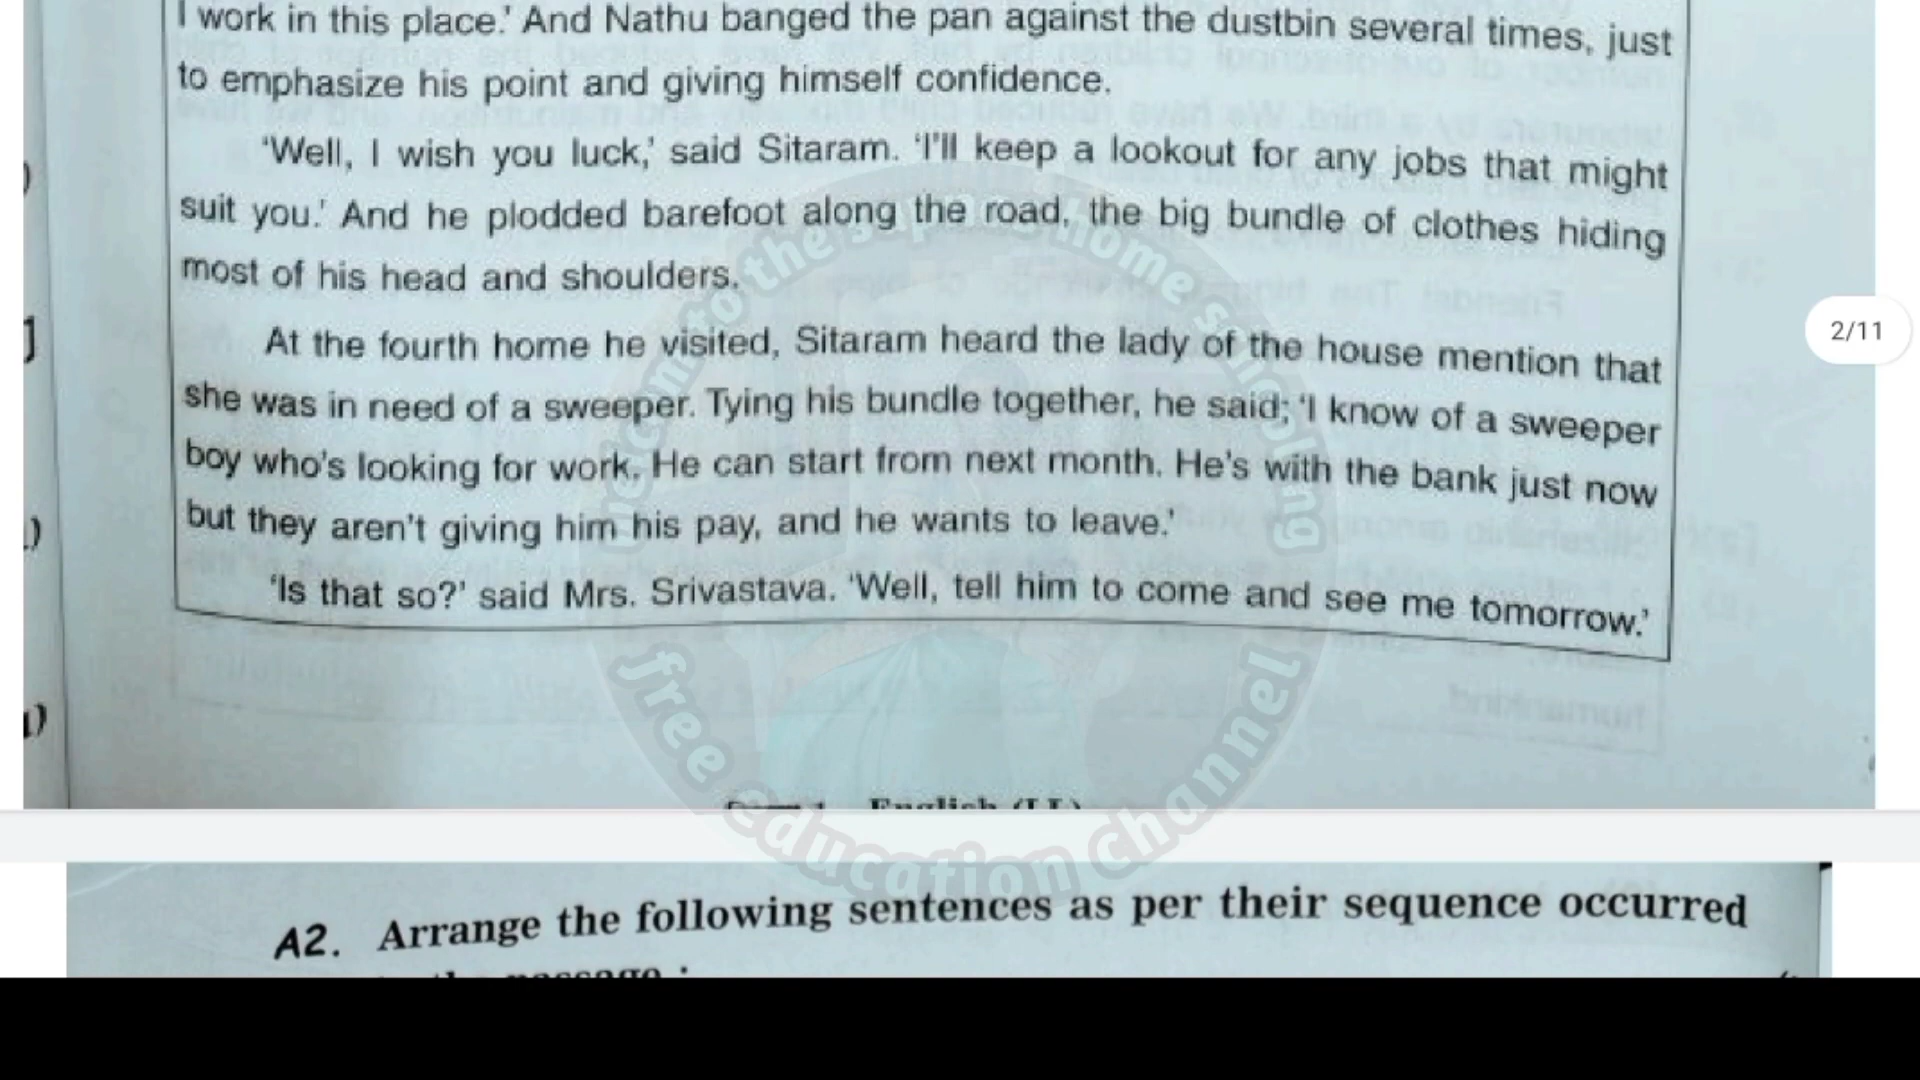 I work in this place.' And Nathu banged the pan against the dustbin several times, just
to emphasize his point and giving himself confidence.
'Well, I wish you luck,' said Sitaram. 'I'll keep a lookout for any jobs that might
suit you.' And he plodded barefoot along the road, the big bundle of clothes hiding
most of his head and shoulders.
At the fourth home he visited, Sitaram heard the lady of the house mention that
she was in need of a sweeper. Tying his bundle together, he said; 'I know of a sweeper
boy who's looking for work. He can start from next month. He's with the bank just now
but they aren't giving him his pay, and he wants to leave.'
'Is that so?' said Mrs. Srivastava. 'Well, tell him to come and see me tomorrow.'
2/11
English
A2. Arrange the following sentences as per their sequence occurred
passage :
to the supreme home
free education channel